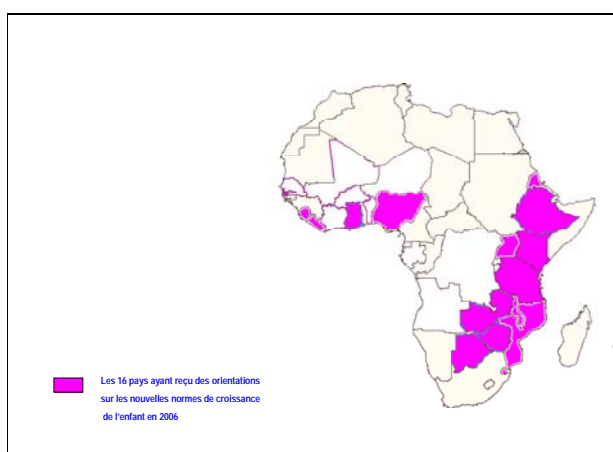 Les 16 pays ayant reçu des orientations
sur les nouvelles normes de croissance
de l'enfant en 2006